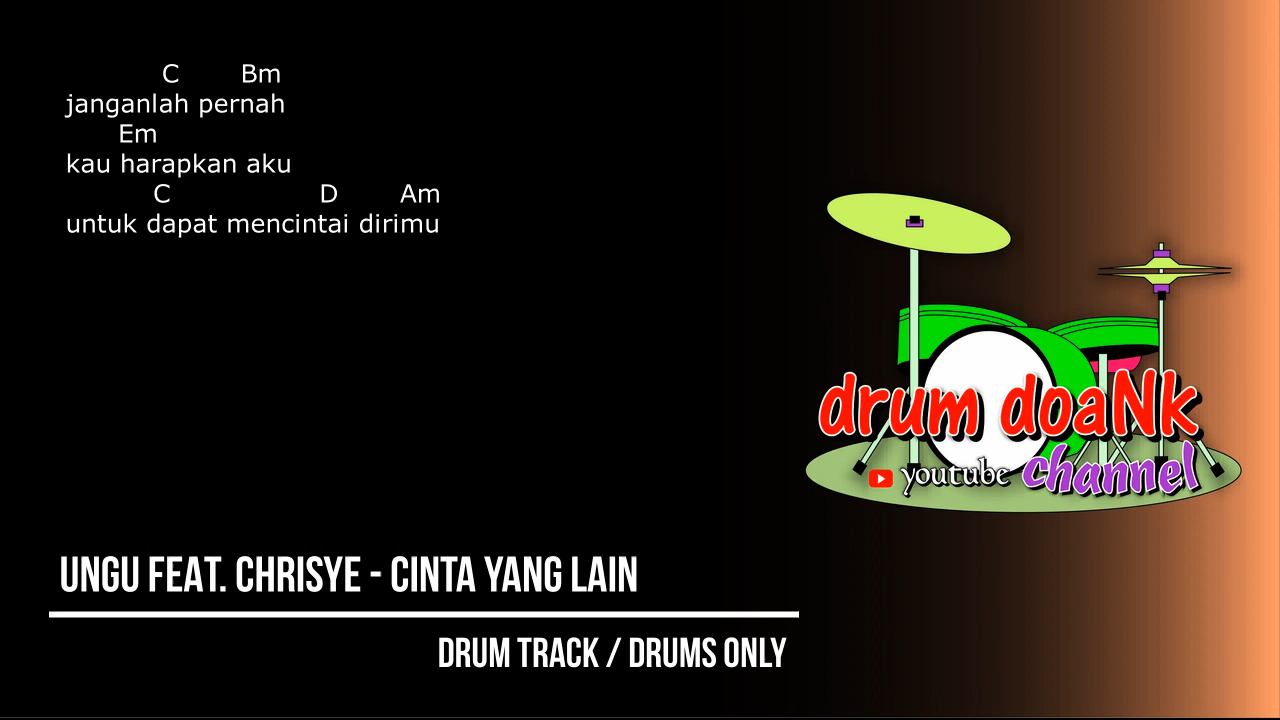 C Bm
janganlah pernah
Em
kau harapkan aku
C D Am
untuk dapat mencintai dirimu
drum doaNk
youtube channel
UNGU FEAT. CHRISYE - CINTA YANG LAIN
DRUM TRACK / DRUMS ONLY